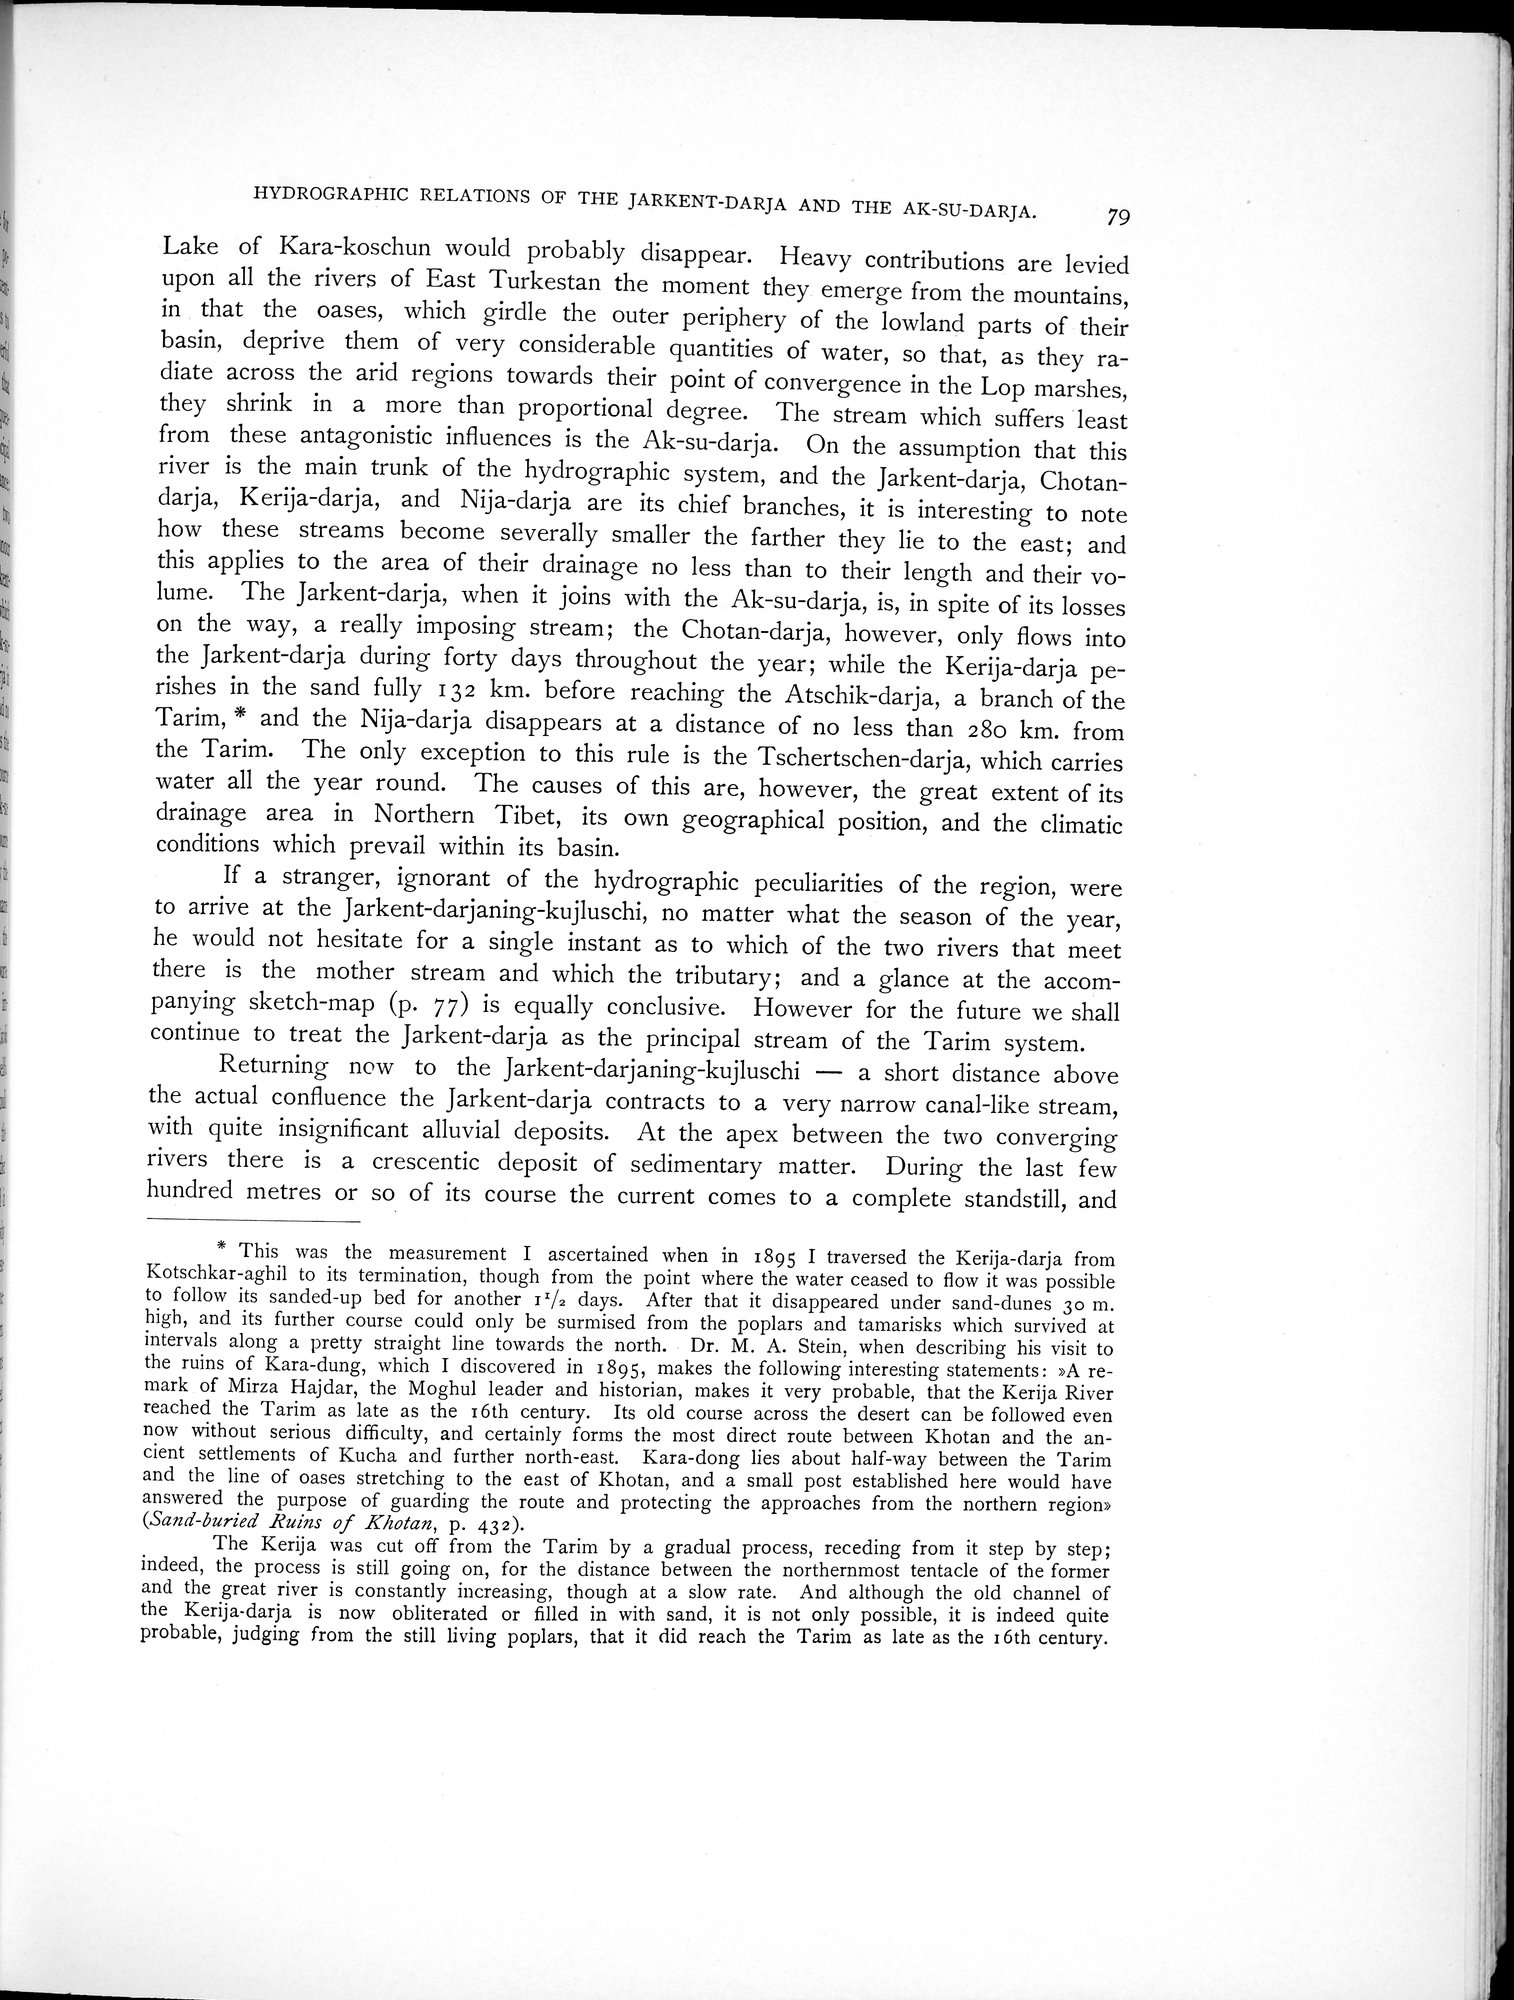 HYDROGRAPHIC RELATIONS OF THE JARKENT-DARJA AND THE AK-SU-DARJA. 79
Lake of Kara-koschun would probably disappear. Heavy contributions are levied
upon all the rivers of East Turkestan the moment they emerge from the mountains,
in that the oases, which girdle the outer periphery of the lowland parts of their
basin, deprive them of very considerable quantities of water, so that, as they ra-
diate across the arid regions towards their point of convergence in the Lop marshes,
they shrink in a more than proportional degree. The stream which suffers least
from these antagonistic influences is the Ak-su-darja. On the assumption that this
river is the main trunk of the hydrographic system, and the Jarkent-darja, Chotan-
darja, Kerija-darja, and Nija-darja are its chief branches, it is interesting to note
how these streams become severally smaller the farther they lie to the east; and
this applies to the area of their drainage no less than to their length and their vo-
lume. The Jarkent-darja, when it joins with the Ak-su-darja, is, in spite of its losses
on the way, a really imposing stream; the Chotan-darja, however, only flows into
the Jarkent-darja during forty days throughout the year; while the Kerija-darja pe-
rishes in the sand fully 132 km. before reaching the Atschik-darja, a branch of the
Tarim, * and the Nija-darja disappears at a distance of no less than 280 km. from
the Tarim. The only exception to this rule is the Tschertschen-darja, which carries
water all the year round. The causes of this are, however, the great extent of its
drainage area in Northern Tibet, its own geographical position, and the climatic
conditions which prevail within its basin.
If a stranger, ignorant of the hydrographic peculiarities of the region, were
to arrive at the Jarkent-darjaning-kujluschi, no matter what the season of the year,
he would not hesitate for a single instant as to which of the two rivers that meet
there is the mother stream and which the tributary; and a glance at the accom-
panying sketch-map (p. 77) is equally conclusive. However for the future we shall
continue to treat the Jarkent-darja as the principal stream of the Tarim system.
Returning now to the Jarkent-darjaning-kujluschi — a short distance above
the actual confluence the Jarkent-darja contracts to a very narrow canal-like stream,
with quite insignificant alluvial deposits. At the apex between the two converging
rivers there is a crescentic deposit of sedimentary matter. During the last few
hundred metres or so of its course the current comes to a complete standstill, and
* This was the measurement I ascertained when in 1895 I traversed the Kerija-darja from
Kotschkar-aghil to its termination, though from the point where the water ceased to flow it was possible
to follow its sanded-up bed for another 1 1/2 days. After that it disappeared under sand-dunes 30 m.
high, and its further course could only be surmised from the poplars and tamarisks which survived at
intervals along a pretty straight line towards the north. Dr. M. A. Stein, when describing his visit to
the ruins of Kara-dung, which I discovered in 1895, makes the following interesting statements: »A re-
mark of Mirza Hajdar, the Moghul leader and historian, makes it very probable, that the Kerija River
reached the Tarim as late as the 16th century. Its old course across the desert can be followed even
now without serious difficulty, and certainly forms the most direct route between Khotan and the an-
cient settlements of Kucha and further north-east. Kara-dong lies about half-way between the Tarim
and the line of oases stretching to the east of Khotan, and a small post established here would have
answered the purpose of guarding the route and protecting the approaches from the northern region»
(Sand-buried Ruins of Khotan, p. 432).
The Kerija was cut off from the Tarim by a gradual process, receding from it step by step;
indeed, the process is still going on, for the distance between the northernmost tentacle of the former
and the great river is constantly increasing, though at a slow rate. And although the old channel of
the Kerija-darja is now obliterated or filled in with sand, it is not only possible, it is indeed quite
probable, judging from the still living poplars, that it did reach the Tarim as late as the 16th century.